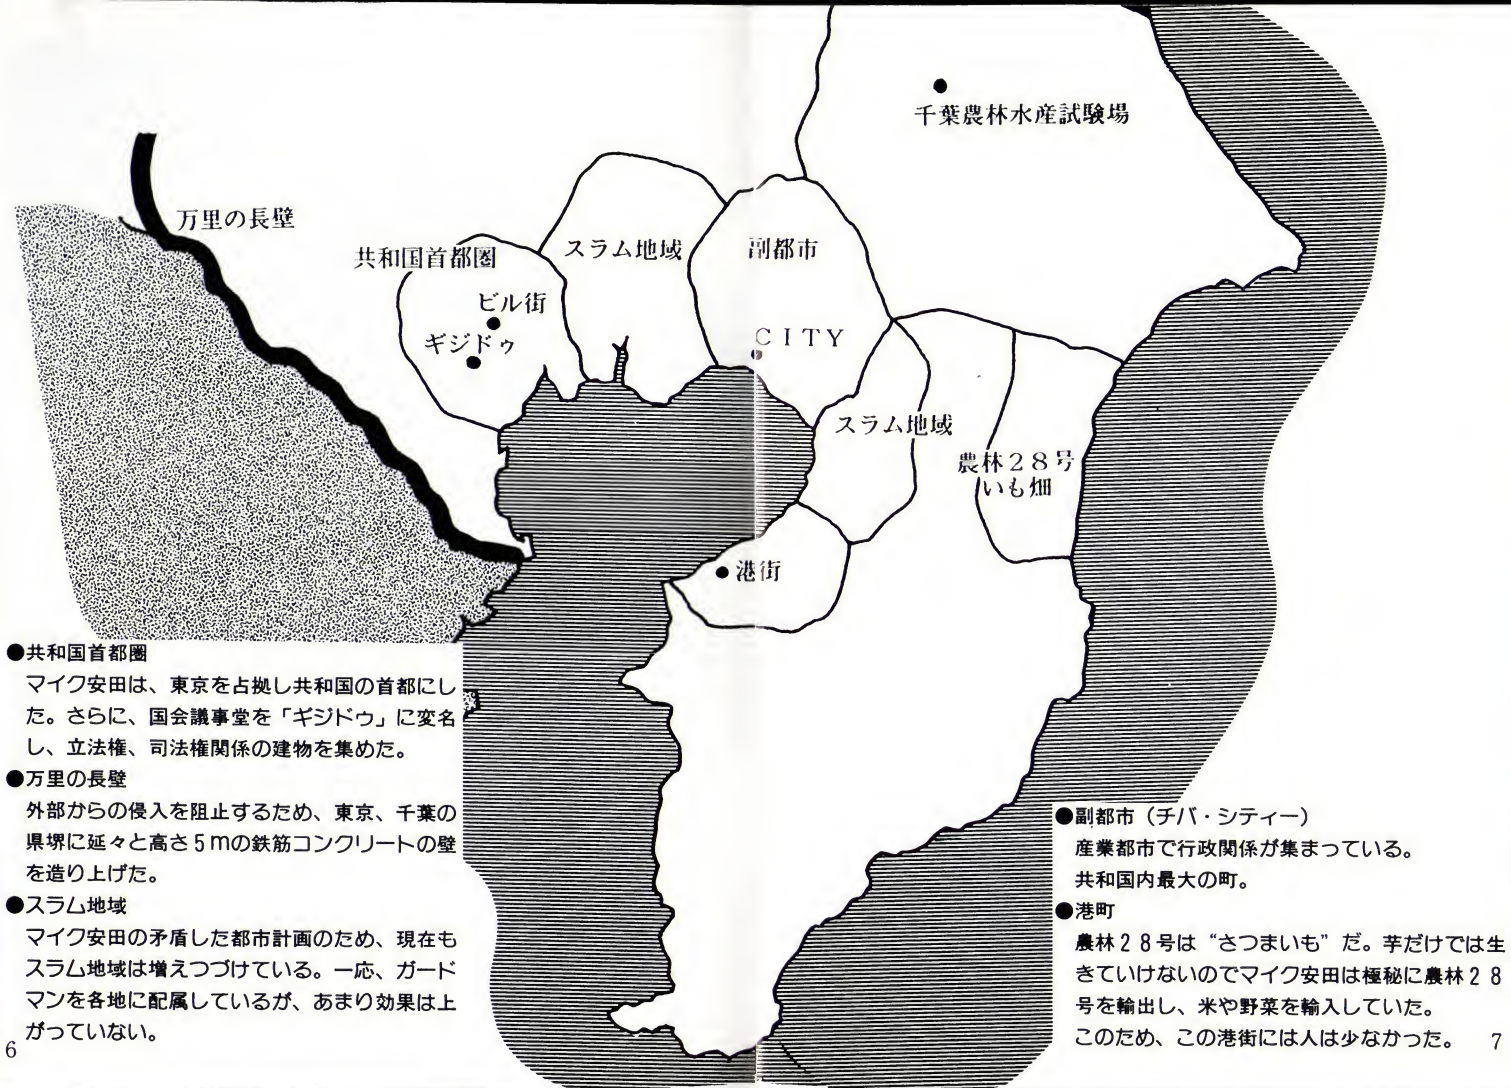 千葉農林水産試験場
万里の長壁
共和国首都圏
スラム地域
副都市
ビル街
ギジドゥ
CITY
スラム地域
農林28号
いも畑
港街
●共和国首都圏
マイク安田は、東京を占拠し共和国の首都にし
た。さらに、国会議事堂を「ギジドゥ」に変名
し、立法権、司法権関係の建物を集めた。
●万里の長壁
外部からの侵入を阻止するため、東京、千葉の
県堺に延々と高さ5mの鉄筋コンクリートの壁
を造り上げた。
●スラム地域
マイク安田の矛盾した都市計画のため、現在も
スラム地域は増えつづけている。一応、ガード
マンを各地に配属しているが、あまり効果は上
がっていない。
6
●副都市（チバ・シティー）
産業都市で行政関係が集まっている。
共和国内最大の町。
●港町
農林28号は“さつまいも”だ。芋だけでは生
きていけないのでマイク安田は極秘に農林28
号を輸出し、米や野菜を輸入していた。
このため、この港街には人は少なかった。
7